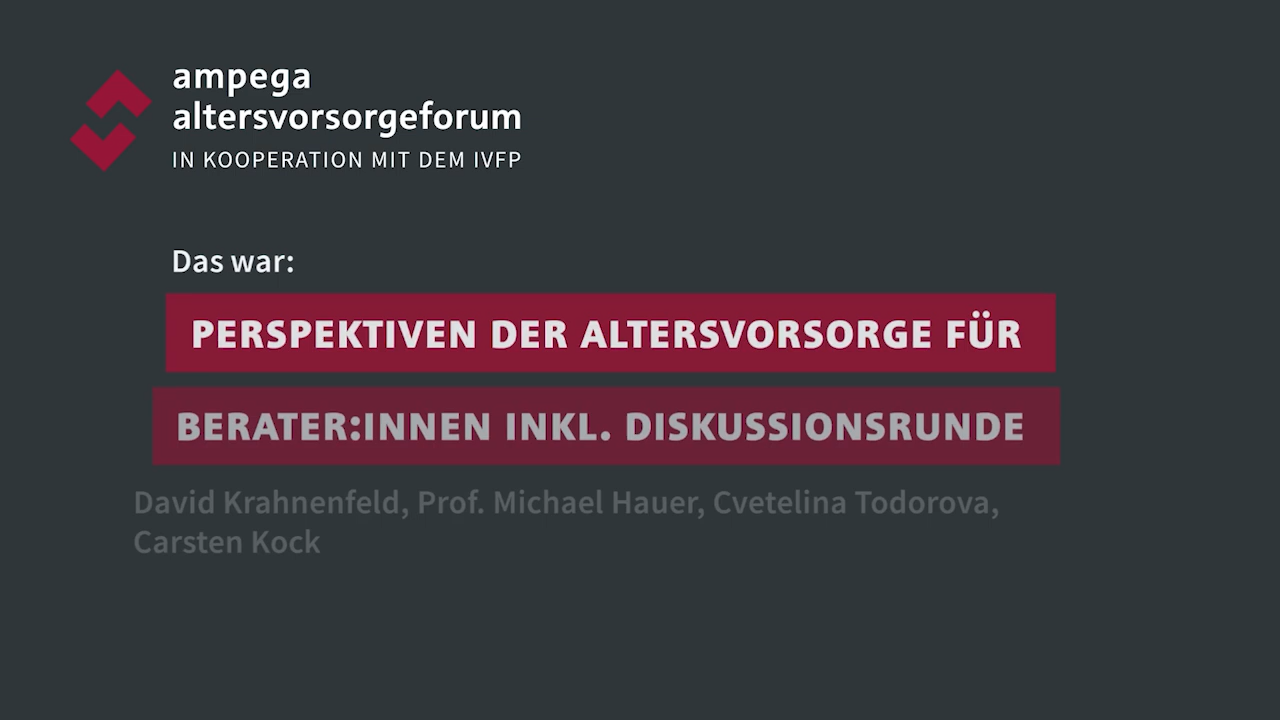 ampega
altersvorsorgeforum
IN KOOPERATION MIT DEM IVFP
Das war:
PERSPEKTIVEN DER ALTERSVORSORGE FÜR
BERATER:INNEN INKL. DISKUSSIONSRUNDE
David Krahnenfeld, Prof. Michael Hauer, Cvetelina Todorova,
Carsten Kock